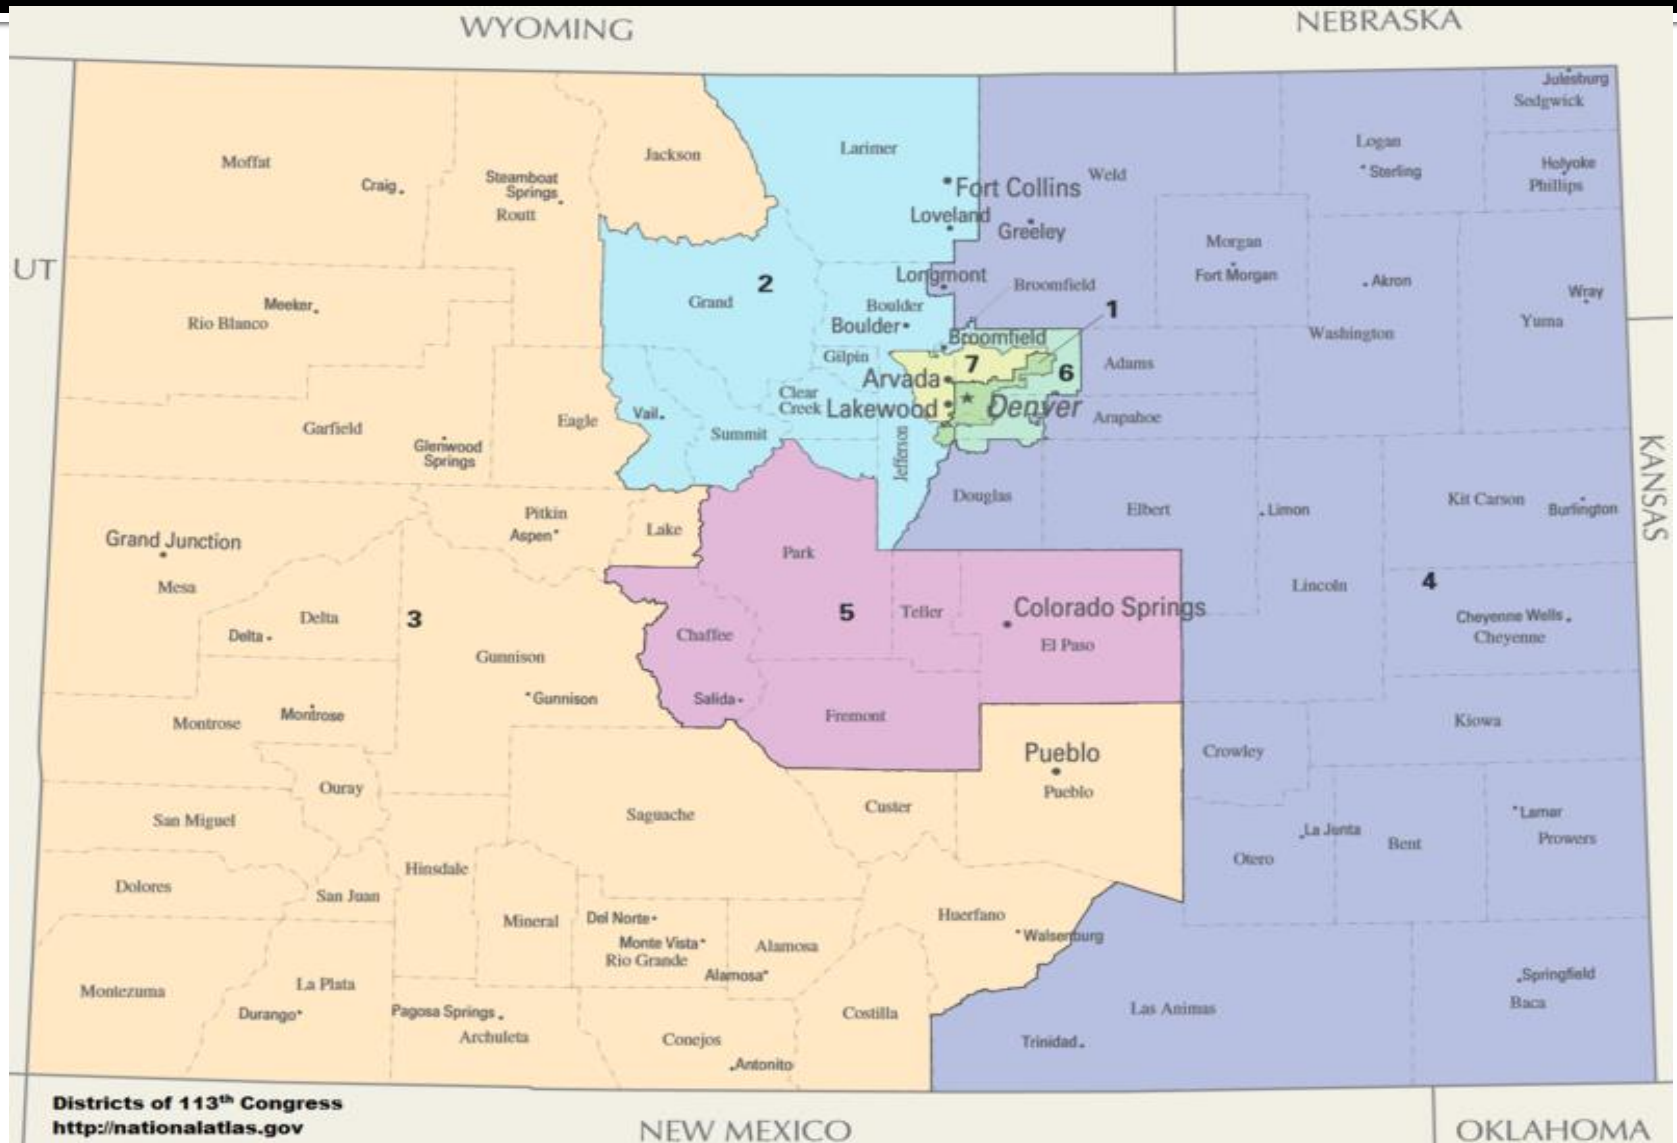 WYOMING
NEBRASKA
Julesburg
Sedgwick
Logan
Sterling
Holyoke
Phillips
Moffat
Craig
Steamboat
Springs
Routt
Jackson
Larimer
Fort Collins
Weld
Loveland
Greeley
UT
Morgan
Fort Morgan
Akron
Wray
Yuma
Washington
Rio Blanco
Meeker
Grand
2
Longmont
Boulder
Boulder
Broomfield
Broomfield
1
Gilpin
7
6
Adams
Arvada
Clear
Creek
Lakewood
Denver
Arapahoe
Garfield
Glenwood
Springs
Eagle
Vail
Summit
Jefferson
KANSAS
Douglas
Elbert
Limon
Kit Carson
Burlington
Pitkin
Aspen
Lake
Park
Grand Junction
Mesa
Delta
Delta
3
Gunnison
Gunnison
Chaffee
Salida
5
Teller
Colorado Springs
El Paso
Lincoln
4
Cheyenne Wells
Cheyenne
Montrose
Montrose
Fremont
Kiowa
Crowley
Pueblo
Pueblo
Ouray
San Miguel
Saguache
Custer
Lamar
Prowers
La Junta
Otero
Bent
Dolores
San Juan
Hinsdale
Mineral
Del Norte
Monte Vista
Rio Grande
Alamosa
Alamosa
Huerfano
Walsenburg
Montezuma
La Plata
Durango
Pagosa Springs
Archuleta
Conejos
Antonito
Costilla
Las Animas
Trinidad
Springfield
Baca
Districts of 113th Congress
http://nationalatlas.gov
NEW MEXICO
OKLAHOMA